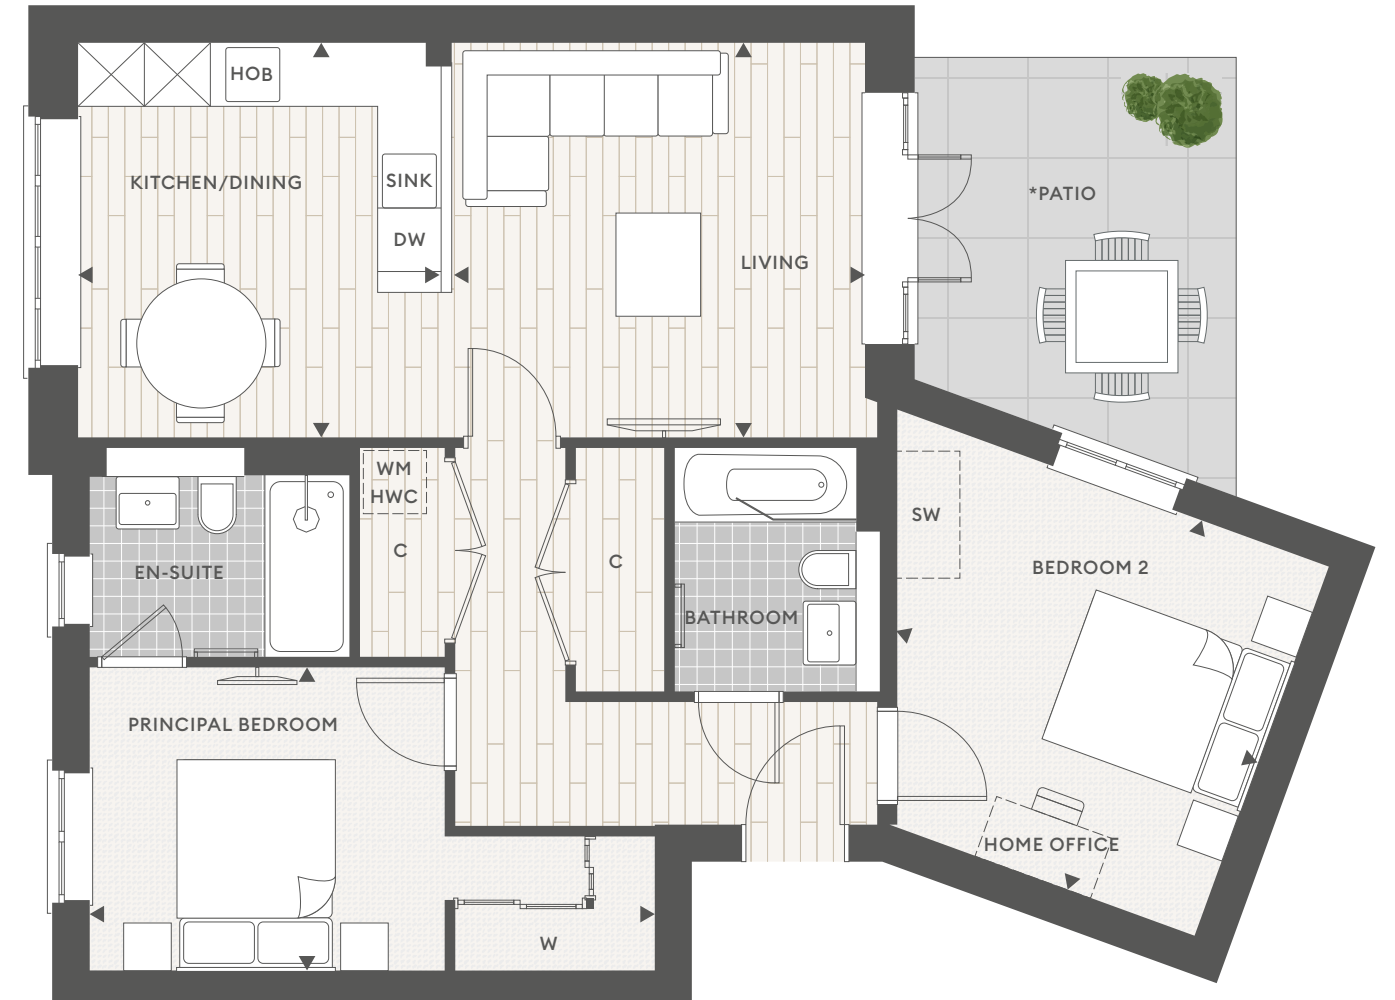 HOB
KITCHEN/DINING
SINK
DW
LIVING
*PATIO
WM
HWC
C
C
EN-SUITE
BATHROOM
SW
BEDROOM 2
PRINCIPAL BEDROOM
HOME OFFICE
W